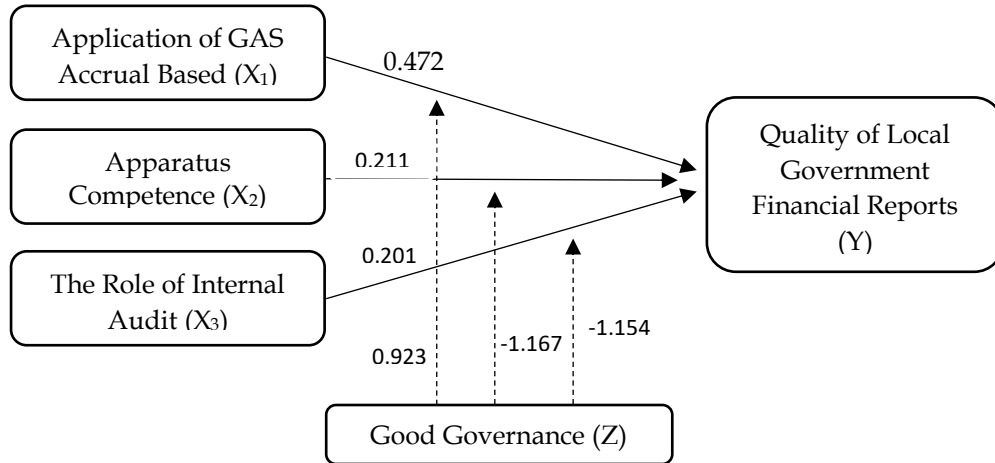 Application of GAS
Accrual Based (X₁)
0.472
Apparatus
Competence (X₂)
0.211
Quality of Local
Government
Financial Reports
(Y)
The Role of Internal
Audit (X₃)
0.201
0.923
-1.167
-1.154
Good Governance (Z)